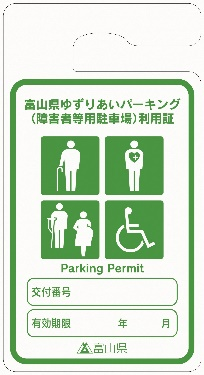 富山県ゆずりあいパーキング
（障害者等用駐車場）利用証
Parking Permit
交付番号
有効期限　年　月
富山県